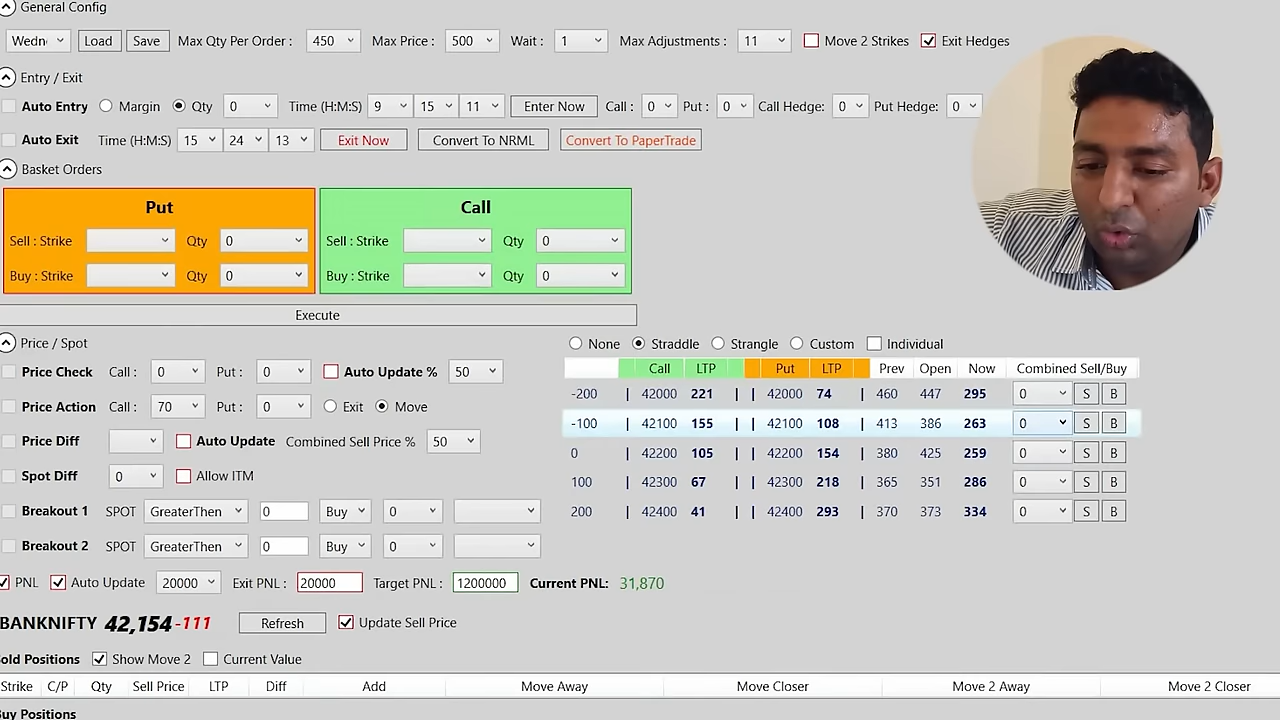 General Config
Wedn Load Save Max Qty Per Order : 450 Max Price : 500 Wait : 1 Max Adjustments : 11 Move 2 Strikes Exit Hedges
Entry / Exit
Auto Entry Margin Qty 0 Time (H:M:S) 9 15 11 Enter Now Call : 0 Put : 0 Call Hedge: 0 Put Hedge: 0
Auto Exit Time (H:M:S) 15 24 13 Exit Now Convert To NRML Convert To PaperTrade
Basket Orders
Put Call
Sell : Strike Qty 0 Sell : Strike Qty 0
Buy : Strike Qty 0 Buy : Strike Qty 0
Execute
Price / Spot None Straddle Strangle Custom Individual
Call LTP Put LTP Prev Open Now Combined Sell/Buy
Price Check Call : 0 Put : 0 Auto Update % 50
-200 | 42000 221 | | 42000 74 | 460 447 295 0 S B
Price Action Call : 70 Put : 0 Exit Move
-100 | 42100 155 | | 42100 108 | 413 386 263 0 S B
Price Diff Auto Update Combined Sell Price % 50
0 | 42200 105 | | 42200 154 | 380 425 259 0 S B
Spot Diff 0 Allow ITM
100 | 42300 67 | | 42300 218 | 365 351 286 0 S B
Breakout 1 SPOT GreaterThen 0 Buy 0
200 | 42400 41 | | 42400 293 | 370 373 334 0 S B
Breakout 2 SPOT GreaterThen 0 Buy 0
PNL Auto Update 20000 Exit PNL : 20000 Target PNL : 1200000 Current PNL: 31,870
BANKNIFTY 42,154 -111 Refresh Update Sell Price
old Positions Show Move 2 Current Value
Strike C/P Qty Sell Price LTP Diff Add Move Away Move Closer Move 2 Away Move 2 Closer
Buy Positions